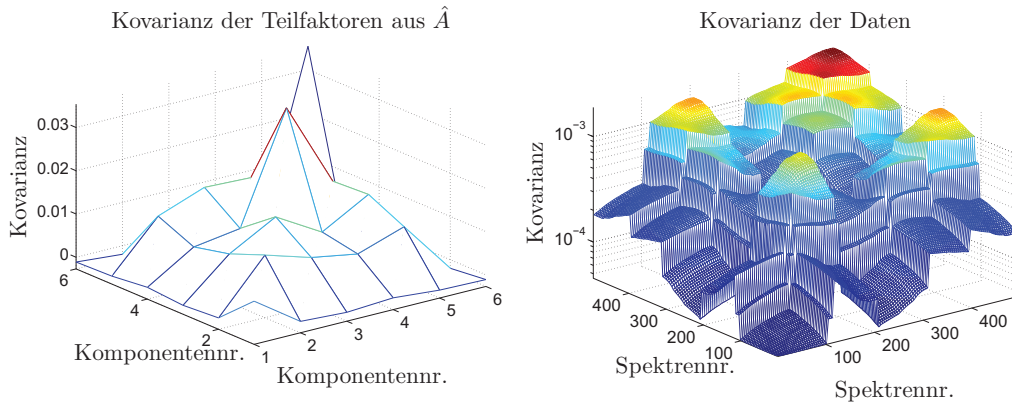 Kovarianz der Teilfaktoren aus Â
Kovarianz
0.03
0.02
0.01
0
6
4
2
1
2
3
4
5
6
Komponentennr.
Komponentennr.
Kovarianz der Daten
Kovarianz
10⁻³
10⁻⁴
400
300
200
100
100
200
300
400
Spektrennr.
Spektrennr.